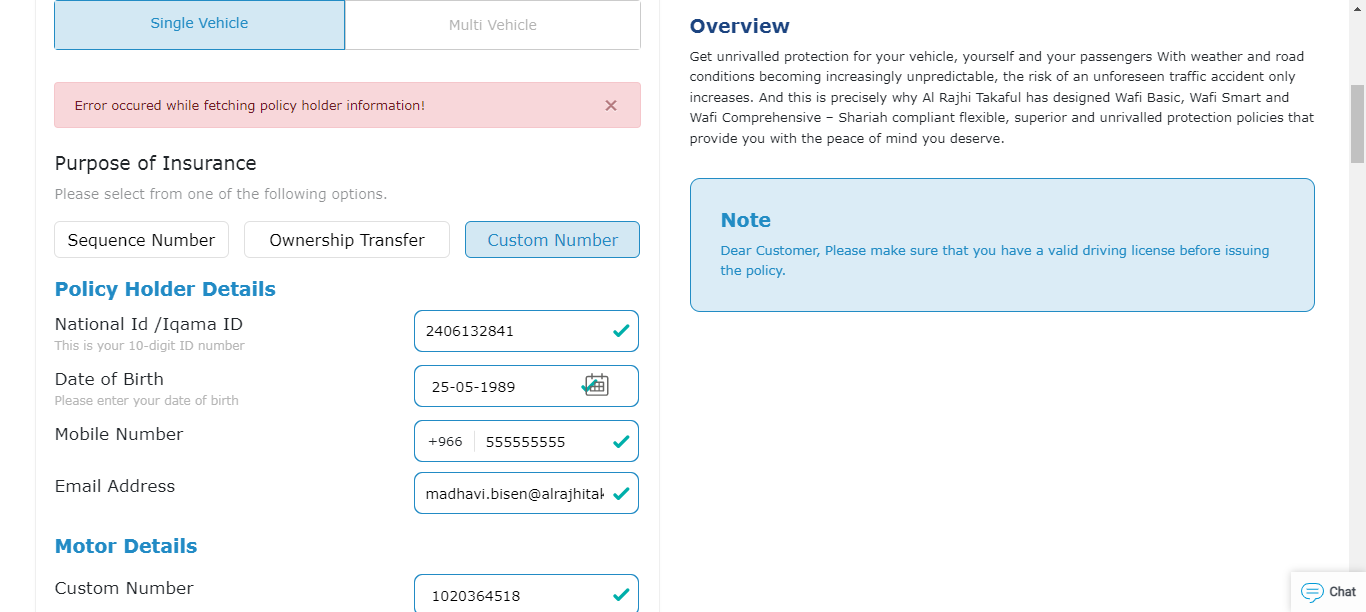 Single Vehicle
Multi Vehicle
Error occured while fetching policy holder information!
Purpose of Insurama
Please select from one of the following options.
Sequence Number
Ownership Transfer
Custom Number
Policy Holder Details
National Id /Iqama ID
This is your 10-digit ID number
2406132841
Date of Birth
Please enter your date of birth
25-05-1989
Mobile Number
+966 555555555
Email Address
madhavi.bisen@alrajhitak
Motor Details
Custom Number
1020364518
Overview
Get unrivalled protection for your vehicle, yourself and your passengers With weather and road
conditions becoming increasingly unpredictable, the risk of an unforeseen traffic accident only
increases. And this is precisely why Al Rajhi Takaful has designed Wafi Basic, Wafi Smart and
Wafi Comprehensive – Shariah compliant flexible, superior and unrivalled protection policies that
provide you with the peace of mind you deserve.
Note
Dear Customer, Please make sure that you have a valid driving license before issuing
the policy.
Chat